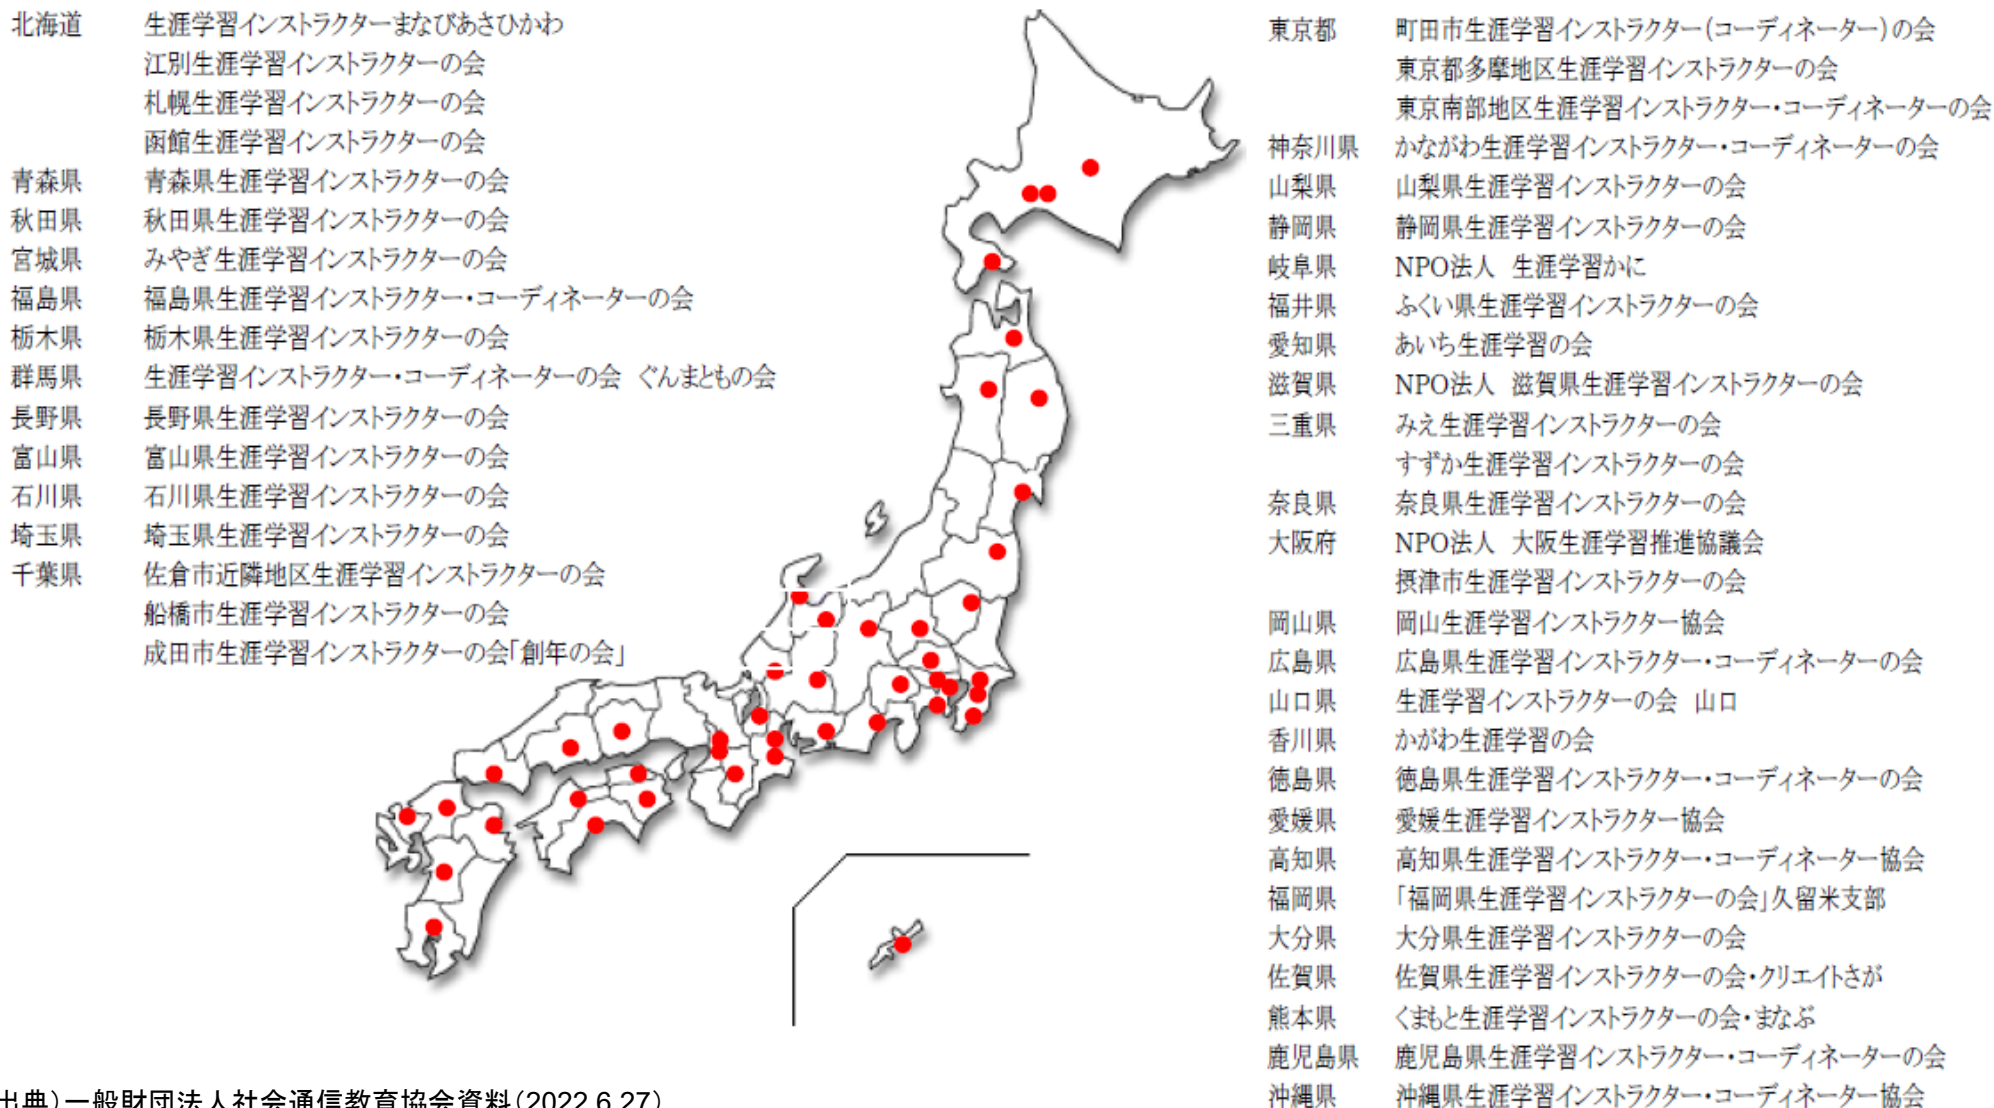 北海道 生涯学習インストラクターまなびあさひかわ
江別生涯学習インストラクターの会
札幌生涯学習インストラクターの会
函館生涯学習インストラクターの会
青森県 青森県生涯学習インストラクターの会
秋田県 秋田県生涯学習インストラクターの会
宮城県 みやぎ生涯学習インストラクターの会
福島県 福島県生涯学習インストラクター・コーディネーターの会
栃木県 栃木県生涯学習インストラクターの会
群馬県 生涯学習インストラクター・コーディネーターの会 ぐんまともの会
長野県 長野県生涯学習インストラクターの会
富山県 富山県生涯学習インストラクターの会
石川県 石川県生涯学習インストラクターの会
埼玉県 埼玉県生涯学習インストラクターの会
千葉県 佐倉市近隣地区生涯学習インストラクターの会
船橋市生涯学習インストラクターの会
成田市生涯学習インストラクターの会「創年の会」
東京都 町田市生涯学習インストラクター(コーディネーター)の会
東京都多摩地区生涯学習インストラクターの会
東京南部地区生涯学習インストラクター・コーディネーターの会
神奈川県 かながわ生涯学習インストラクター・コーディネーターの会
山梨県 山梨県生涯学習インストラクターの会
静岡県 静岡県生涯学習インストラクターの会
岐阜県 NPO法人 生涯学習かに
福井県 ふくい県生涯学習インストラクターの会
愛知県 あいち生涯学習の会
滋賀県 NPO法人 滋賀県生涯学習インストラクターの会
三重県 みえ生涯学習インストラクターの会
すずか生涯学習インストラクターの会
奈良県 奈良県生涯学習インストラクターの会
大阪府 NPO法人 大阪生涯学習推進協議会
摂津市生涯学習インストラクターの会
岡山県 岡山生涯学習インストラクター協会
広島県 広島県生涯学習インストラクター・コーディネーターの会
山口県 生涯学習インストラクターの会 山口
香川県 かがわ生涯学習の会
徳島県 徳島県生涯学習インストラクター・コーディネーターの会
愛媛県 愛媛生涯学習インストラクター協会
高知県 高知県生涯学習インストラクター・コーディネーター協会
福岡県 「福岡県生涯学習インストラクターの会」久留米支部
大分県 大分県生涯学習インストラクターの会
佐賀県 佐賀県生涯学習インストラクターの会・クリエイトさが
熊本県 くまもと生涯学習インストラクターの会・まなぶ
鹿児島県 鹿児島県生涯学習インストラクター・コーディネーターの会
沖縄県 沖縄県生涯学習インストラクター・コーディネーター協会
出典)一般財団法人社会通信教育協会資料(2022.6.27)